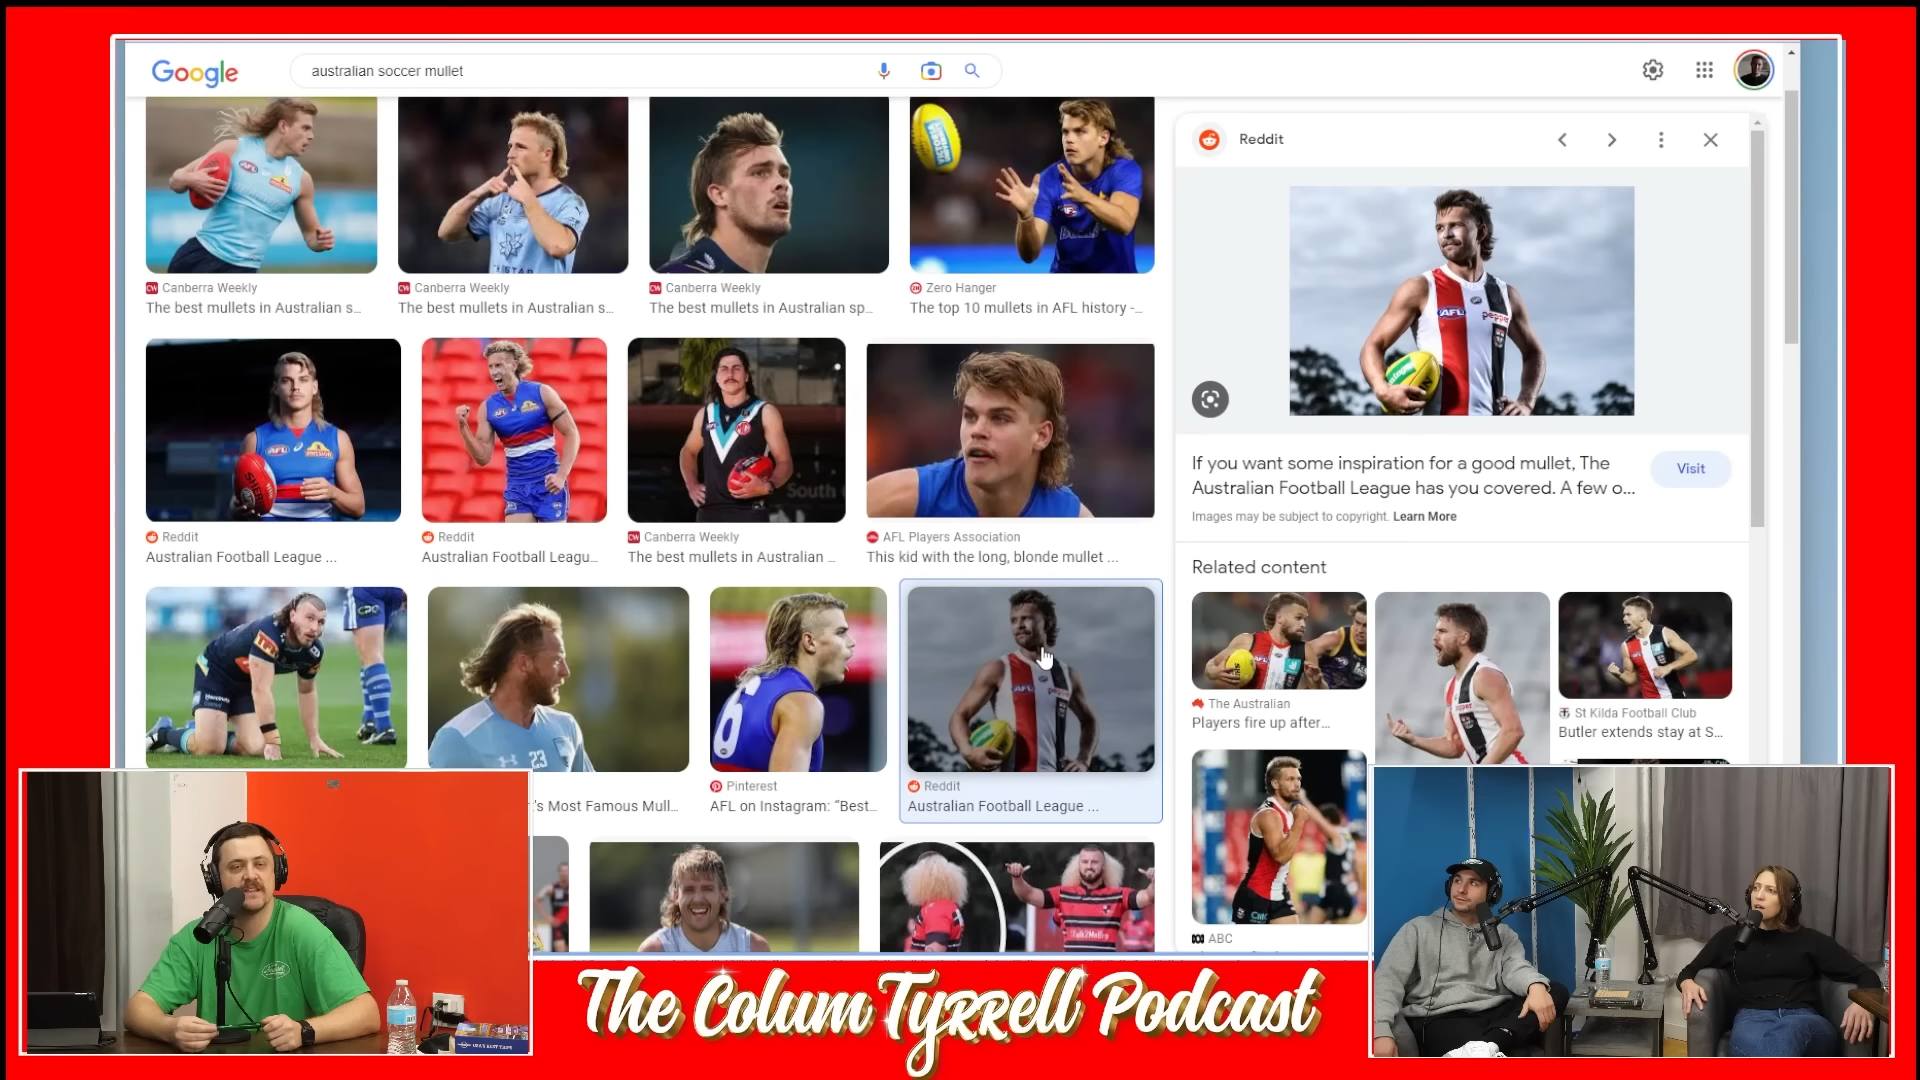 Google
australian soccer mullet
Canberra Weekly
The best mullets in Australian s...
Canberra Weekly
The best mullets in Australian s...
Canberra Weekly
The best mullets in Australian sp...
Zero Hanger
The top 10 mullets in AFL history -...
Reddit
Australian Football League ...
Reddit
Australian Footbal Leagu...
Canberra Weekly
The best mullets in Australian ...
AFL Players Association
This kid with the long, blonde mullet ...
's Most Famous Mull...
Pinterest
AFL on Instagram: “Best...
Reddit
Australian Football League ...
Reddit
AFL
pepper
If you want some inspiration for a good mullet, The
Australian Football League has you covered. A few o...
Visit
Images may be subject to copyright. Learn More
Related content
The Australian
Players fire up after...
St Kilda Football Club
Butler extends stay at S...
ABC
South
6
23
The Colum Tyrrell Podcast